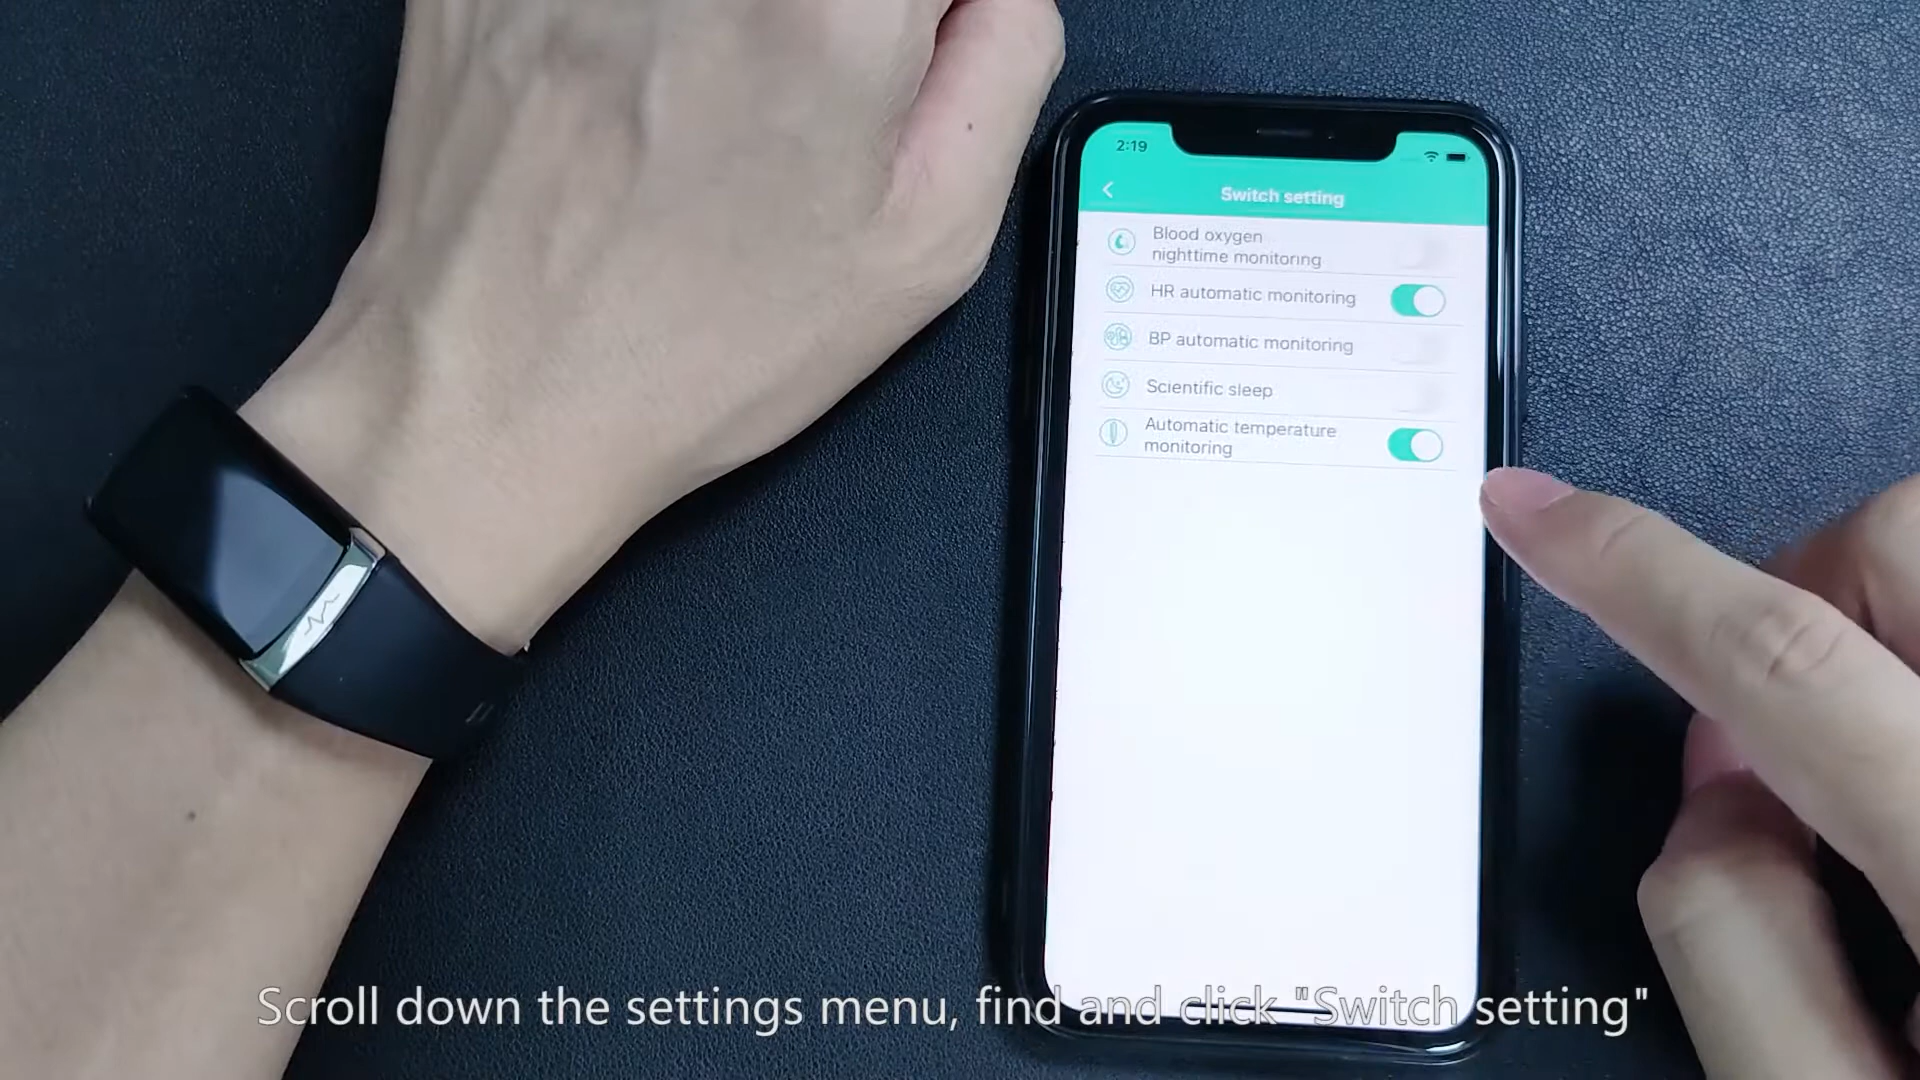 2:19
Switch setting
Blood oxygen
nighttime monitoring
HR automatic monitoring
BP automatic monitoring
Scientific sleep
Automatic temperature
monitoring
Scroll down the settings menu, find and click "Switch setting"